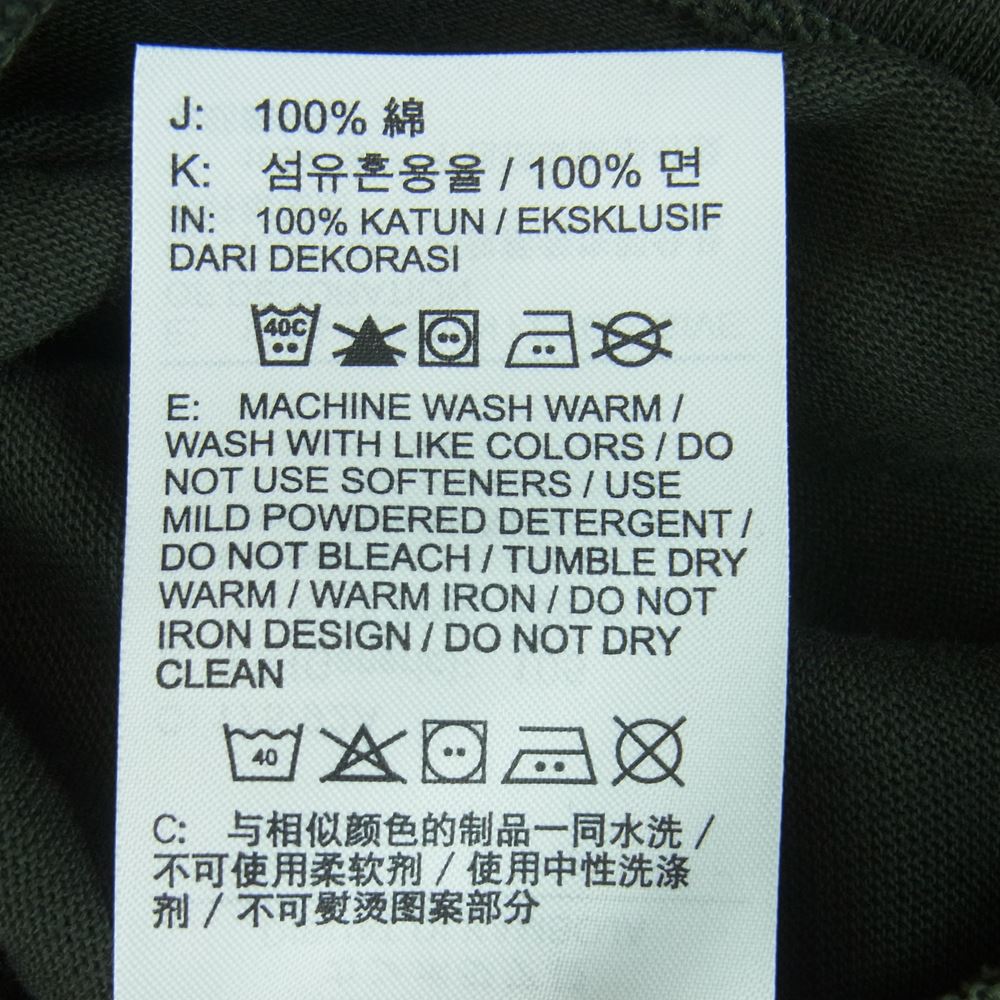 J: 100% 綿
K: 섬유혼용율 / 100% 면
IN: 100% KATUN / EKSKLUSIF
DARI DEKORASI
40C
E: MACHINE WASH WARM /
WASH WITH LIKE COLORS / DO
NOT USE SOFTENERS / USE
MILD POWDERED DETERGENT /
DO NOT BLEACH / TUMBLE DRY
WARM / WARM IRON / DO NOT
IRON DESIGN / DO NOT DRY
CLEAN
40
C: 与相似颜色的制品一同水洗 /
不可使用柔软剂 / 使用中性洗涤
剂 / 不可熨烫图案部分